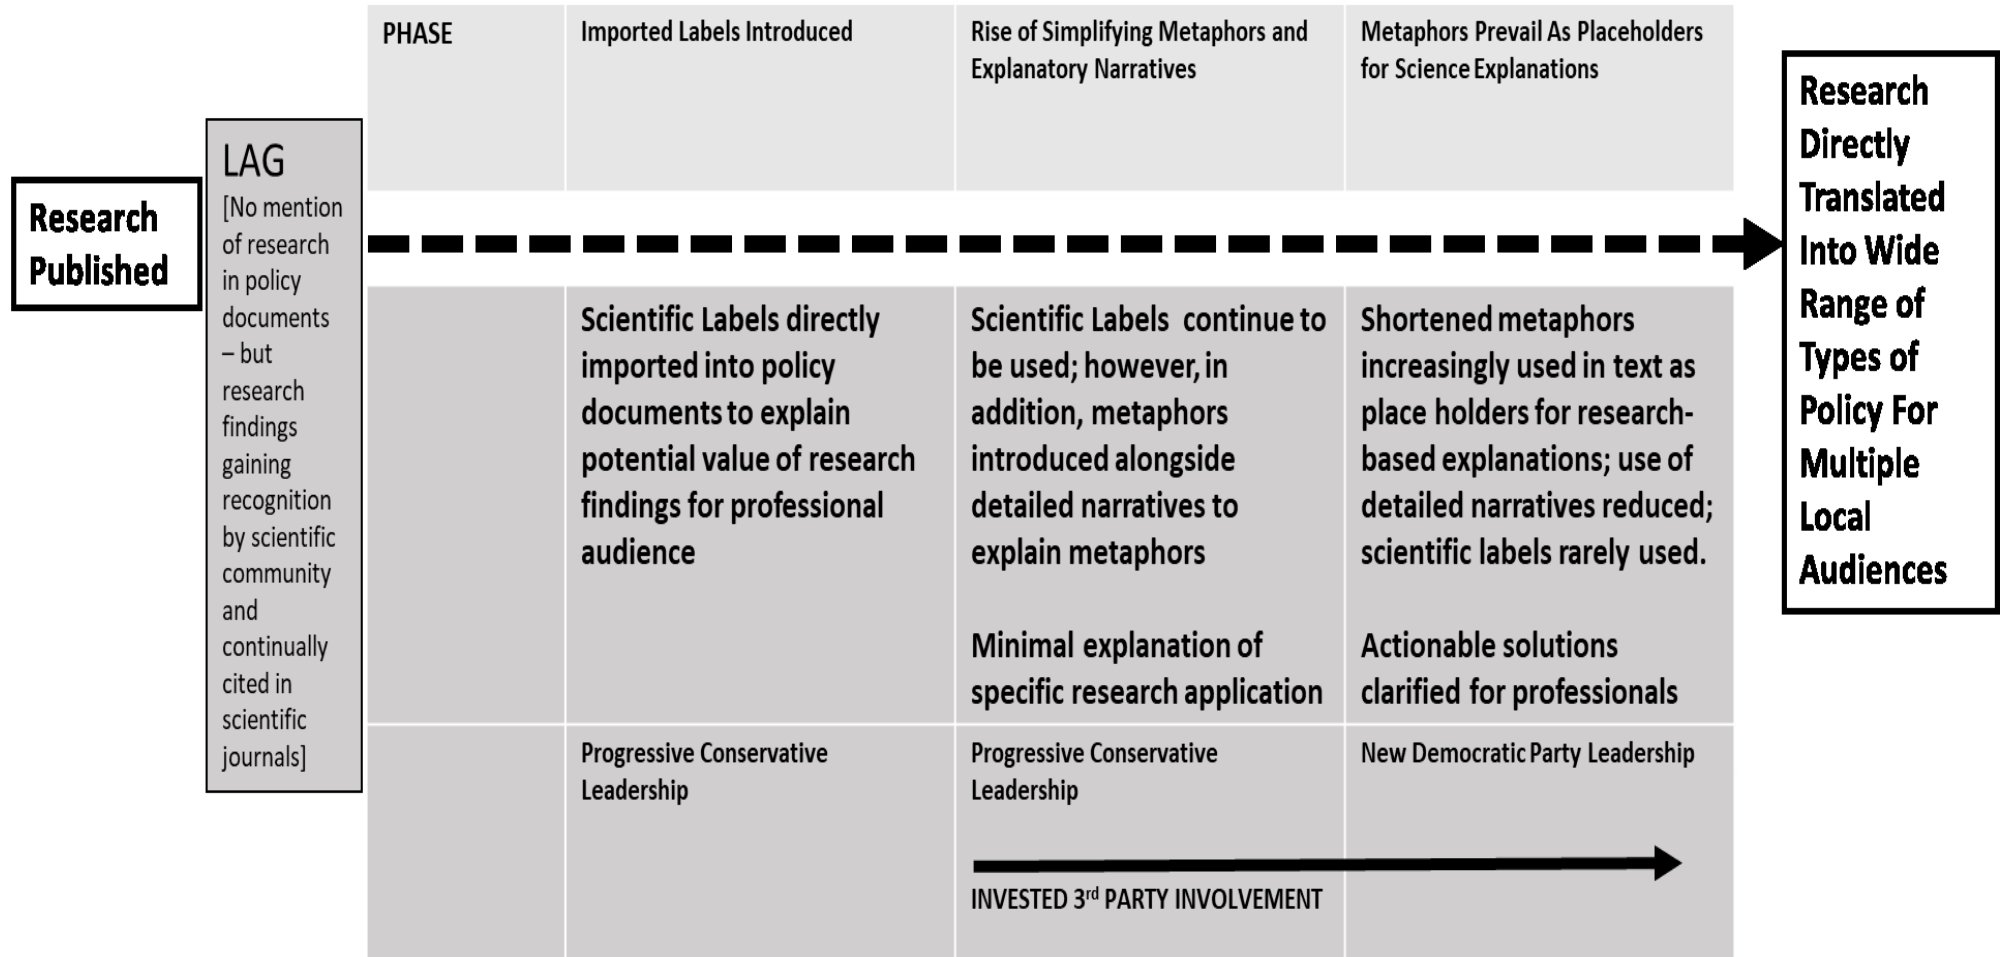 Research
Published
LAG
[No mention
of research
in policy
documents
– but
research
findings
gaining
recognition
by scientific
community
and
continually
cited in
scientific
journals]
PHASE
Imported Labels Introduced
Rise of Simplifying Metaphors and
Explanatory Narratives
Metaphors Prevail As Placeholders
for Science Explanations
Scientific Labels directly
imported into policy
documents to explain
potential value of research
findings for professional
audience
Scientific Labels continue to
be used; however, in
addition, metaphors
introduced alongside
detailed narratives to
explain metaphors
Minimal explanation of
specific research application
Shortened metaphors
increasingly used in text as
place holders for research-
based explanations; use of
detailed narratives reduced;
scientific labels rarely used.
Actionable solutions
clarified for professionals
Progressive Conservative
Leadership
Progressive Conservative
Leadership
New Democratic Party Leadership
INVESTED 3rd PARTY INVOLVEMENT
Research
Directly
Translated
Into Wide
Range of
Types of
Policy For
Multiple
Local
Audiences